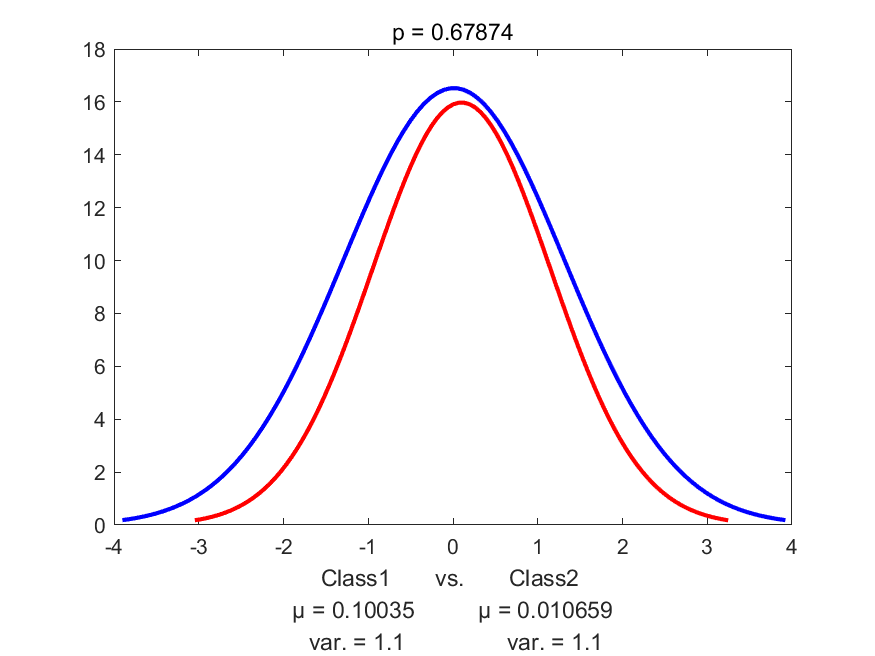 p = 0.67874
18
16
14
12
10
8
6
4
2
0
-4 -3 -2 -1 0 1 2 3 4
Class1 vs. Class2
μ = 0.10035 μ = 0.010659
var. = 1.1 var. = 1.1